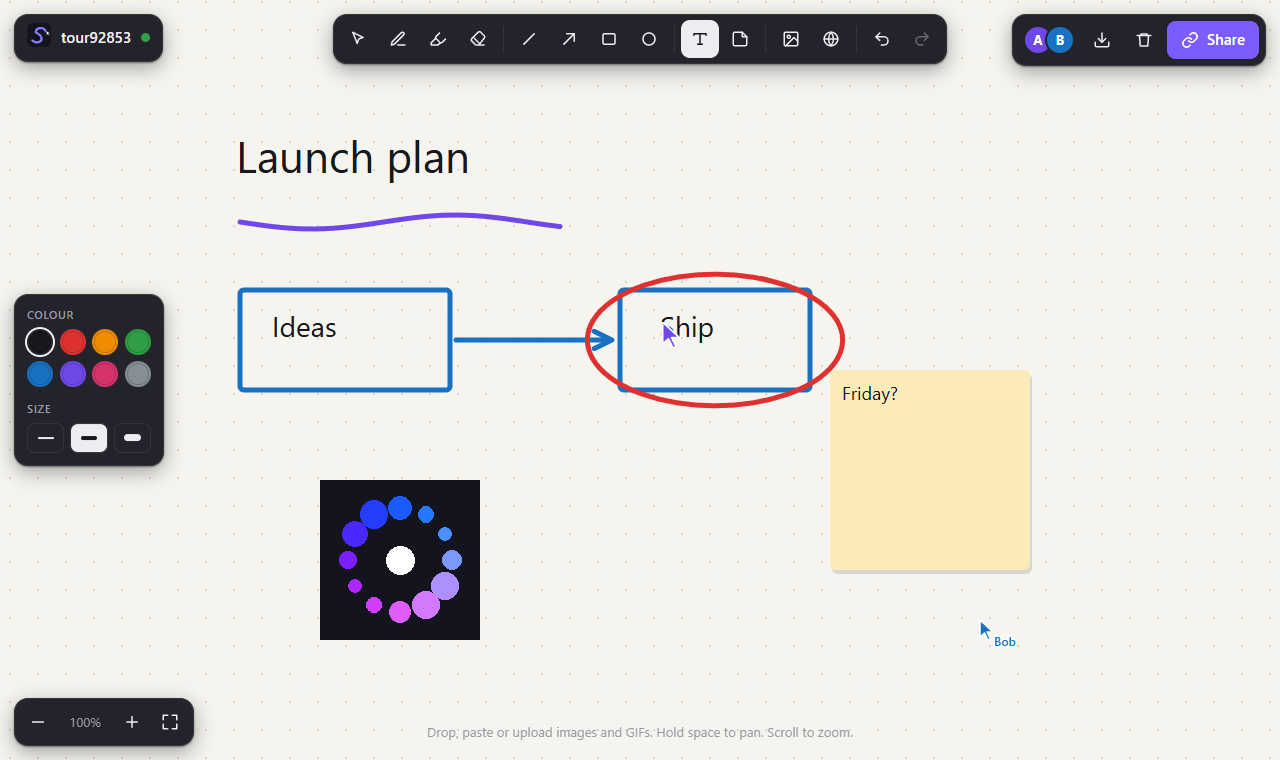 tour92853
A
B
Share
Launch plan
COLOUR
SIZE
Ideas
Ship
Friday?
Bob
100%
Drop, paste or upload images and GIFs. Hold space to pan. Scroll to zoom.